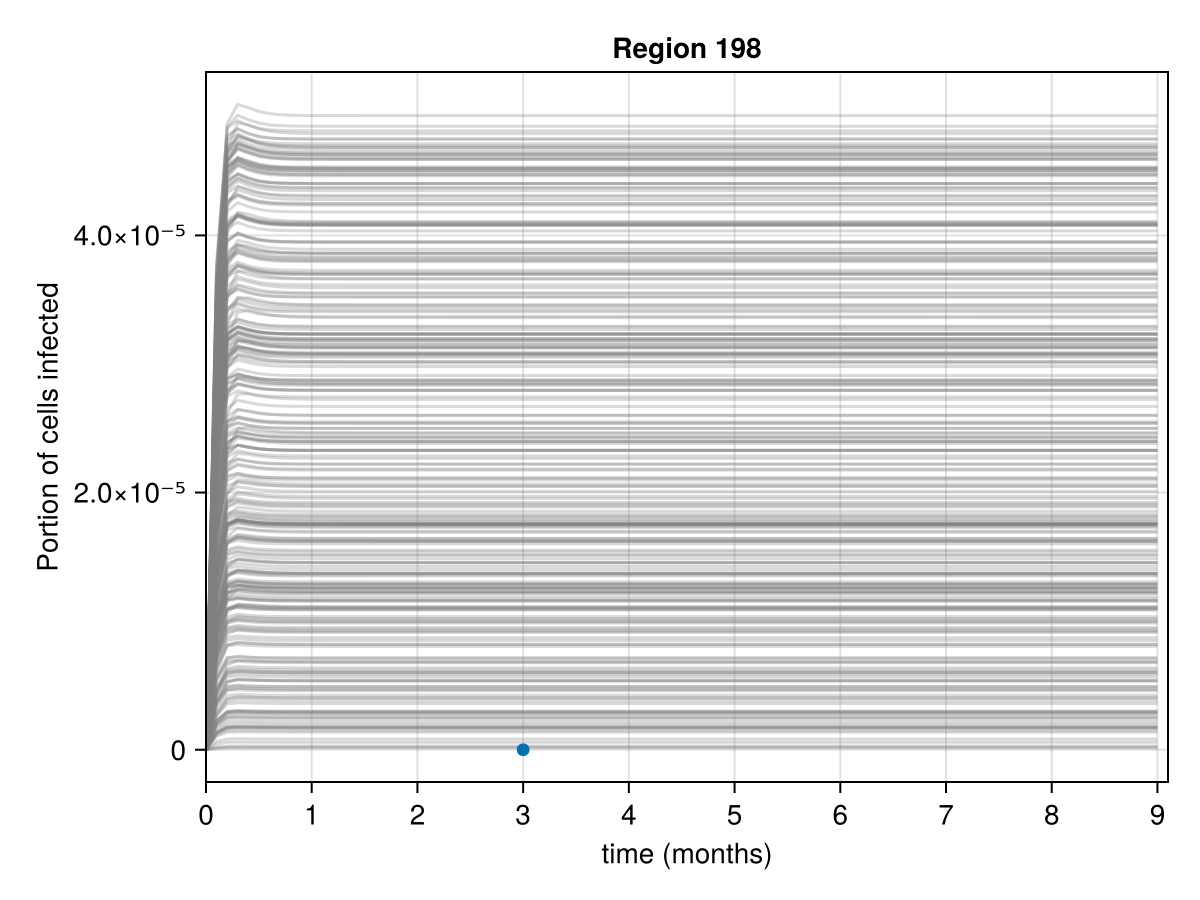 Region 198
Portion of cells infected
4.0×10⁻⁵
2.0×10⁻⁵
0
0 1 2 3 4 5 6 7 8 9
time (months)